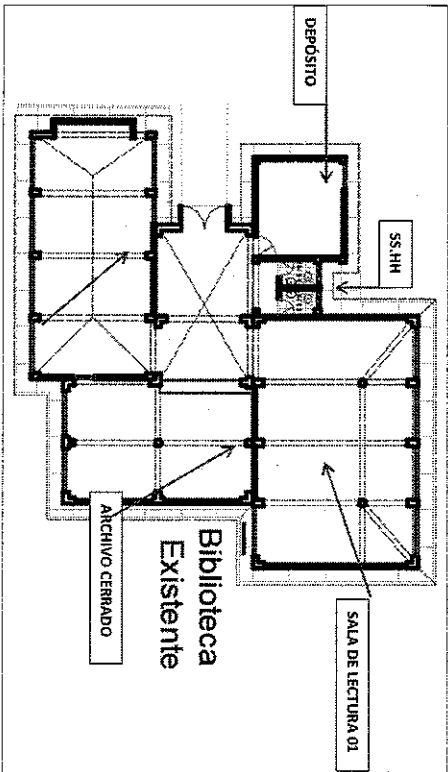 DEPÓSITO
SS.HH
SALA DE LECTURA 01
ARCHIVO CERRADO
Biblioteca
Existente